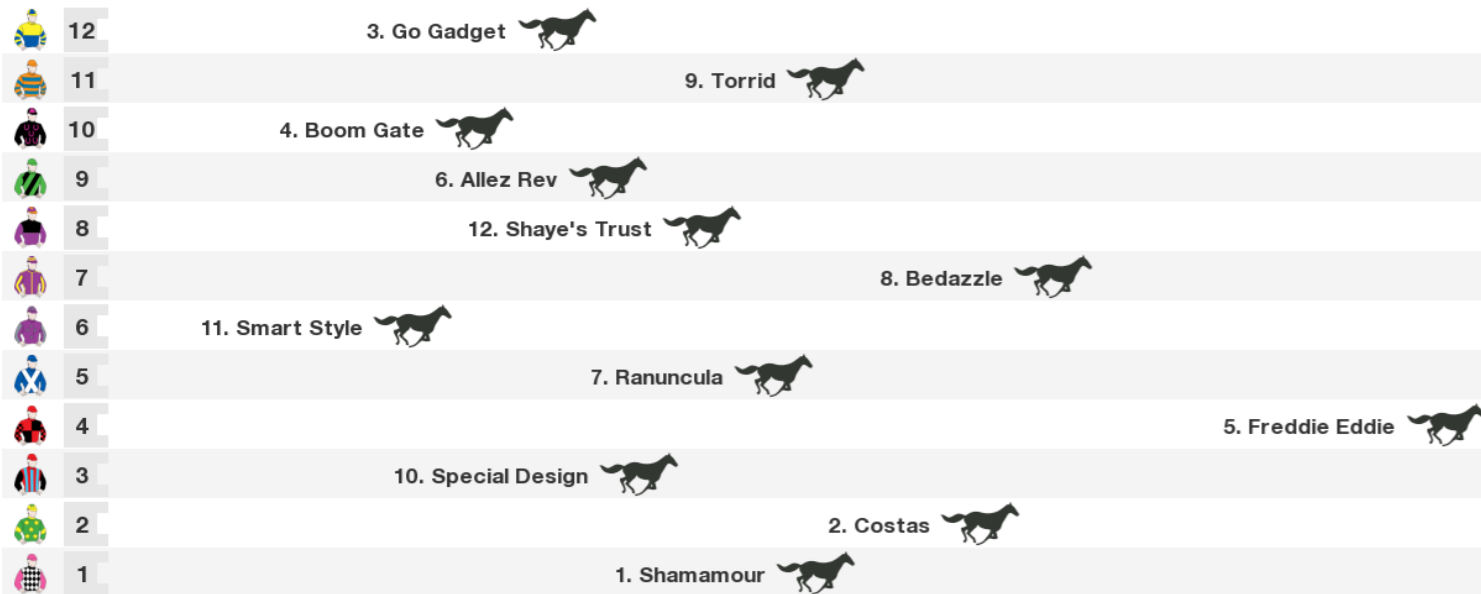 12 3. Go Gadget
11 9. Torrid
10 4. Boom Gate
9 6. Allez Rev
8 12. Shaye's Trust
7 8. Bedazzle
6 11. Smart Style
5 7. Ranuncula
4 5. Freddie Eddie
3 10. Special Design
2 2. Costas
1 1. Shamamour